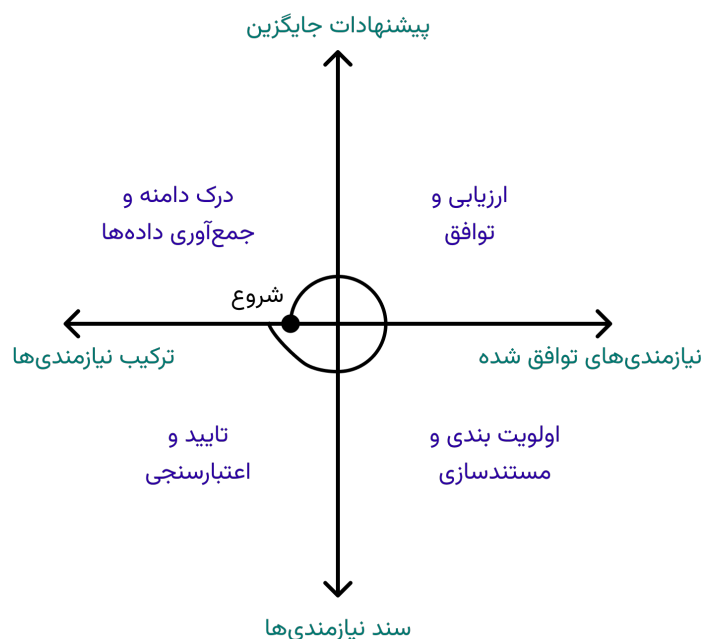 پیشنهادات جایگزین
ارزیابی و
توافق
درک دامنه و
جمع‌آوری داده‌ها
شروع
نیازمندی‌های توافق شده
ترکیب نیازمندی‌ها
اولویت بندی و
مستندسازی
تایید و
اعتبارسنجی
سند نیازمندی‌ها